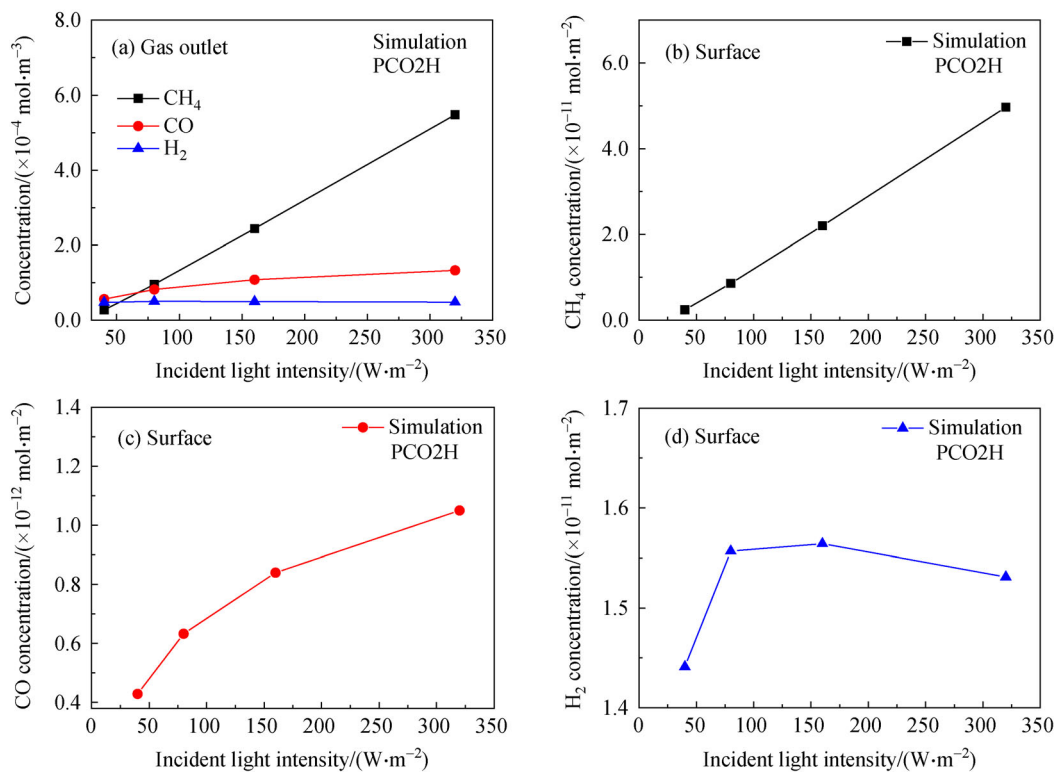 (a) Gas outlet
Simulation
PCO2H
CH₄
CO
H₂
8.0
6.0
4.0
2.0
0.0
50 100 150 200 250 300 350
Concentration/(×10⁻⁴ mol·m⁻³)
Incident light intensity/(W·m⁻²)
(b) Surface
Simulation
PCO2H
6.0
4.0
2.0
0.0
0 50 100 150 200 250 300 350
CH₄ concentration/(×10⁻¹¹ mol·m⁻²)
Incident light intensity/(W·m⁻²)
(c) Surface
Simulation
PCO2H
1.4
1.2
1.0
0.8
0.6
0.4
0 50 100 150 200 250 300 350
CO concentration/(×10⁻¹² mol·m⁻²)
Incident light intensity/(W·m⁻²)
(d) Surface
Simulation
PCO2H
1.7
1.6
1.5
1.4
0 50 100 150 200 250 300 350
H₂ concentration/(×10⁻¹¹ mol·m⁻²)
Incident light intensity/(W·m⁻²)